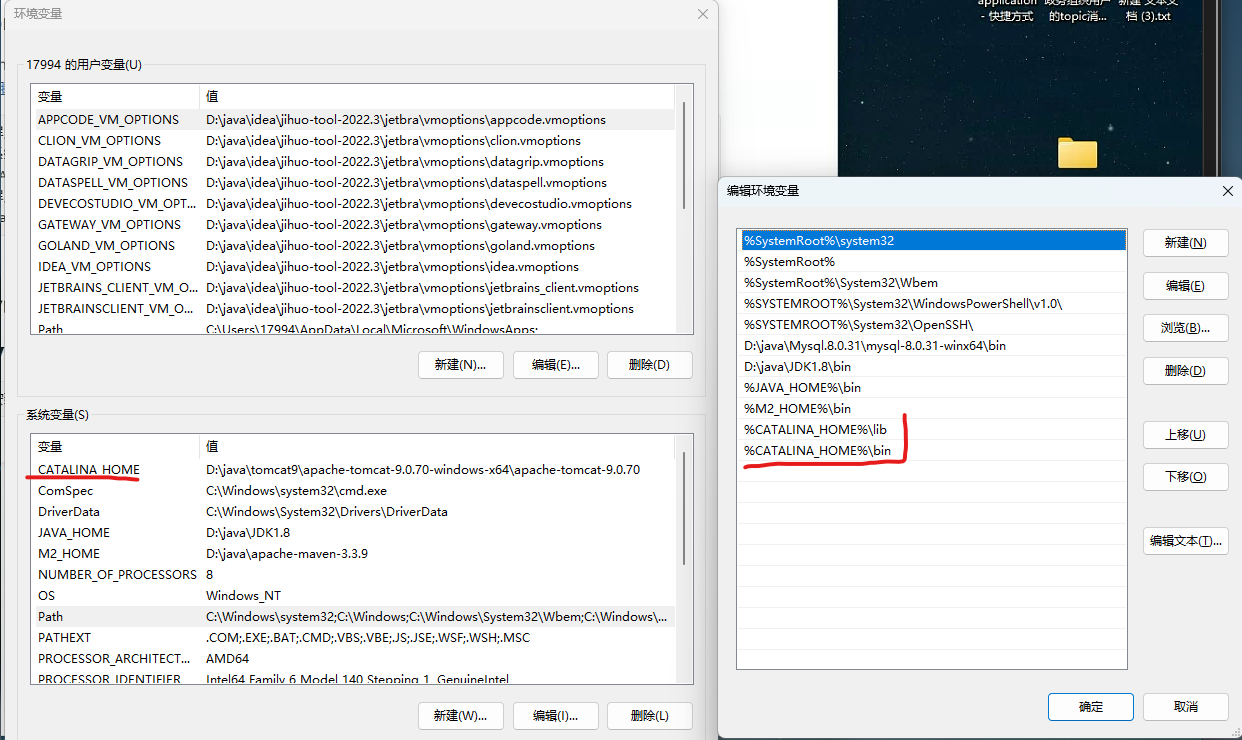 环境变量
17994 的用户变量(U)
变量 值
APPCODE_VM_OPTIONS D:\java\idea\jihuo-tool-2022.3\jetbra\vmoptions\appcode.vmoptions
CLION_VM_OPTIONS D:\java\idea\jihuo-tool-2022.3\jetbra\vmoptions\clion.vmoptions
DATAGRIP_VM_OPTIONS D:\java\idea\jihuo-tool-2022.3\jetbra\vmoptions\datagrip.vmoptions
DATASPELL_VM_OPTIONS D:\java\idea\jihuo-tool-2022.3\jetbra\vmoptions\dataspell.vmoptions
DEVECOSTUDIO_VM_OPT... D:\java\idea\jihuo-tool-2022.3\jetbra\vmoptions\devecostudio.vmoptions
GATEWAY_VM_OPTIONS D:\java\idea\jihuo-tool-2022.3\jetbra\vmoptions\gateway.vmoptions
GOLAND_VM_OPTIONS D:\java\idea\jihuo-tool-2022.3\jetbra\vmoptions\goland.vmoptions
IDEA_VM_OPTIONS D:\java\idea\jihuo-tool-2022.3\jetbra\vmoptions\idea.vmoptions
JETBRAINS_CLIENT_VM_O... D:\java\idea\jihuo-tool-2022.3\jetbra\vmoptions\jetbrains_client.vmoptions
JETBRAINSCLIENT_VM_O... D:\java\idea\jihuo-tool-2022.3\jetbra\vmoptions\jetbrainsclient.vmoptions
Path C:\Users\17994\AppData\Local\Microsoft\WindowsApps;
新建(N)... 编辑(E)... 删除(D)
系统变量(S)
变量 值
CATALINA_HOME D:\java\tomcat9\apache-tomcat-9.0.70-windows-x64\apache-tomcat-9.0.70
ComSpec C:\Windows\system32\cmd.exe
DriverData C:\Windows\System32\Drivers\DriverData
JAVA_HOME D:\java\JDK1.8
M2_HOME D:\java\apache-maven-3.3.9
NUMBER_OF_PROCESSORS 8
OS Windows_NT
Path C:\Windows\system32;C:\Windows;C:\Windows\System32\Wbem;C:\Windows\...
PATHEXT .COM;.EXE;.BAT;.CMD;.VBS;.VBE;.JS;.JSE;.WSF;.WSH;.MSC
PROCESSOR_ARCHITECT... AMD64
PROCESSOR_IDENTIFIER Intel64 Family 6 Model 140 Stepping 1, GenuineIntel
新建(W)... 编辑(I)... 删除(L)
application
- 快捷方式
政务组织用户
的topic消...
新建 文本文
档 (3).txt
编辑环境变量
%SystemRoot%\system32
%SystemRoot%
%SystemRoot%\System32\Wbem
%SYSTEMROOT%\System32\WindowsPowerShell\v1.0\
%SYSTEMROOT%\System32\OpenSSH\
D:\java\Mysql.8.0.31\mysql-8.0.31-winx64\bin
D:\java\JDK1.8\bin
%JAVA_HOME%\bin
%M2_HOME%\bin
%CATALINA_HOME%\lib
%CATALINA_HOME%\bin
新建(N)
编辑(E)
浏览(B)...
删除(D)
上移(U)
下移(O)
编辑文本(T)...
确定 取消